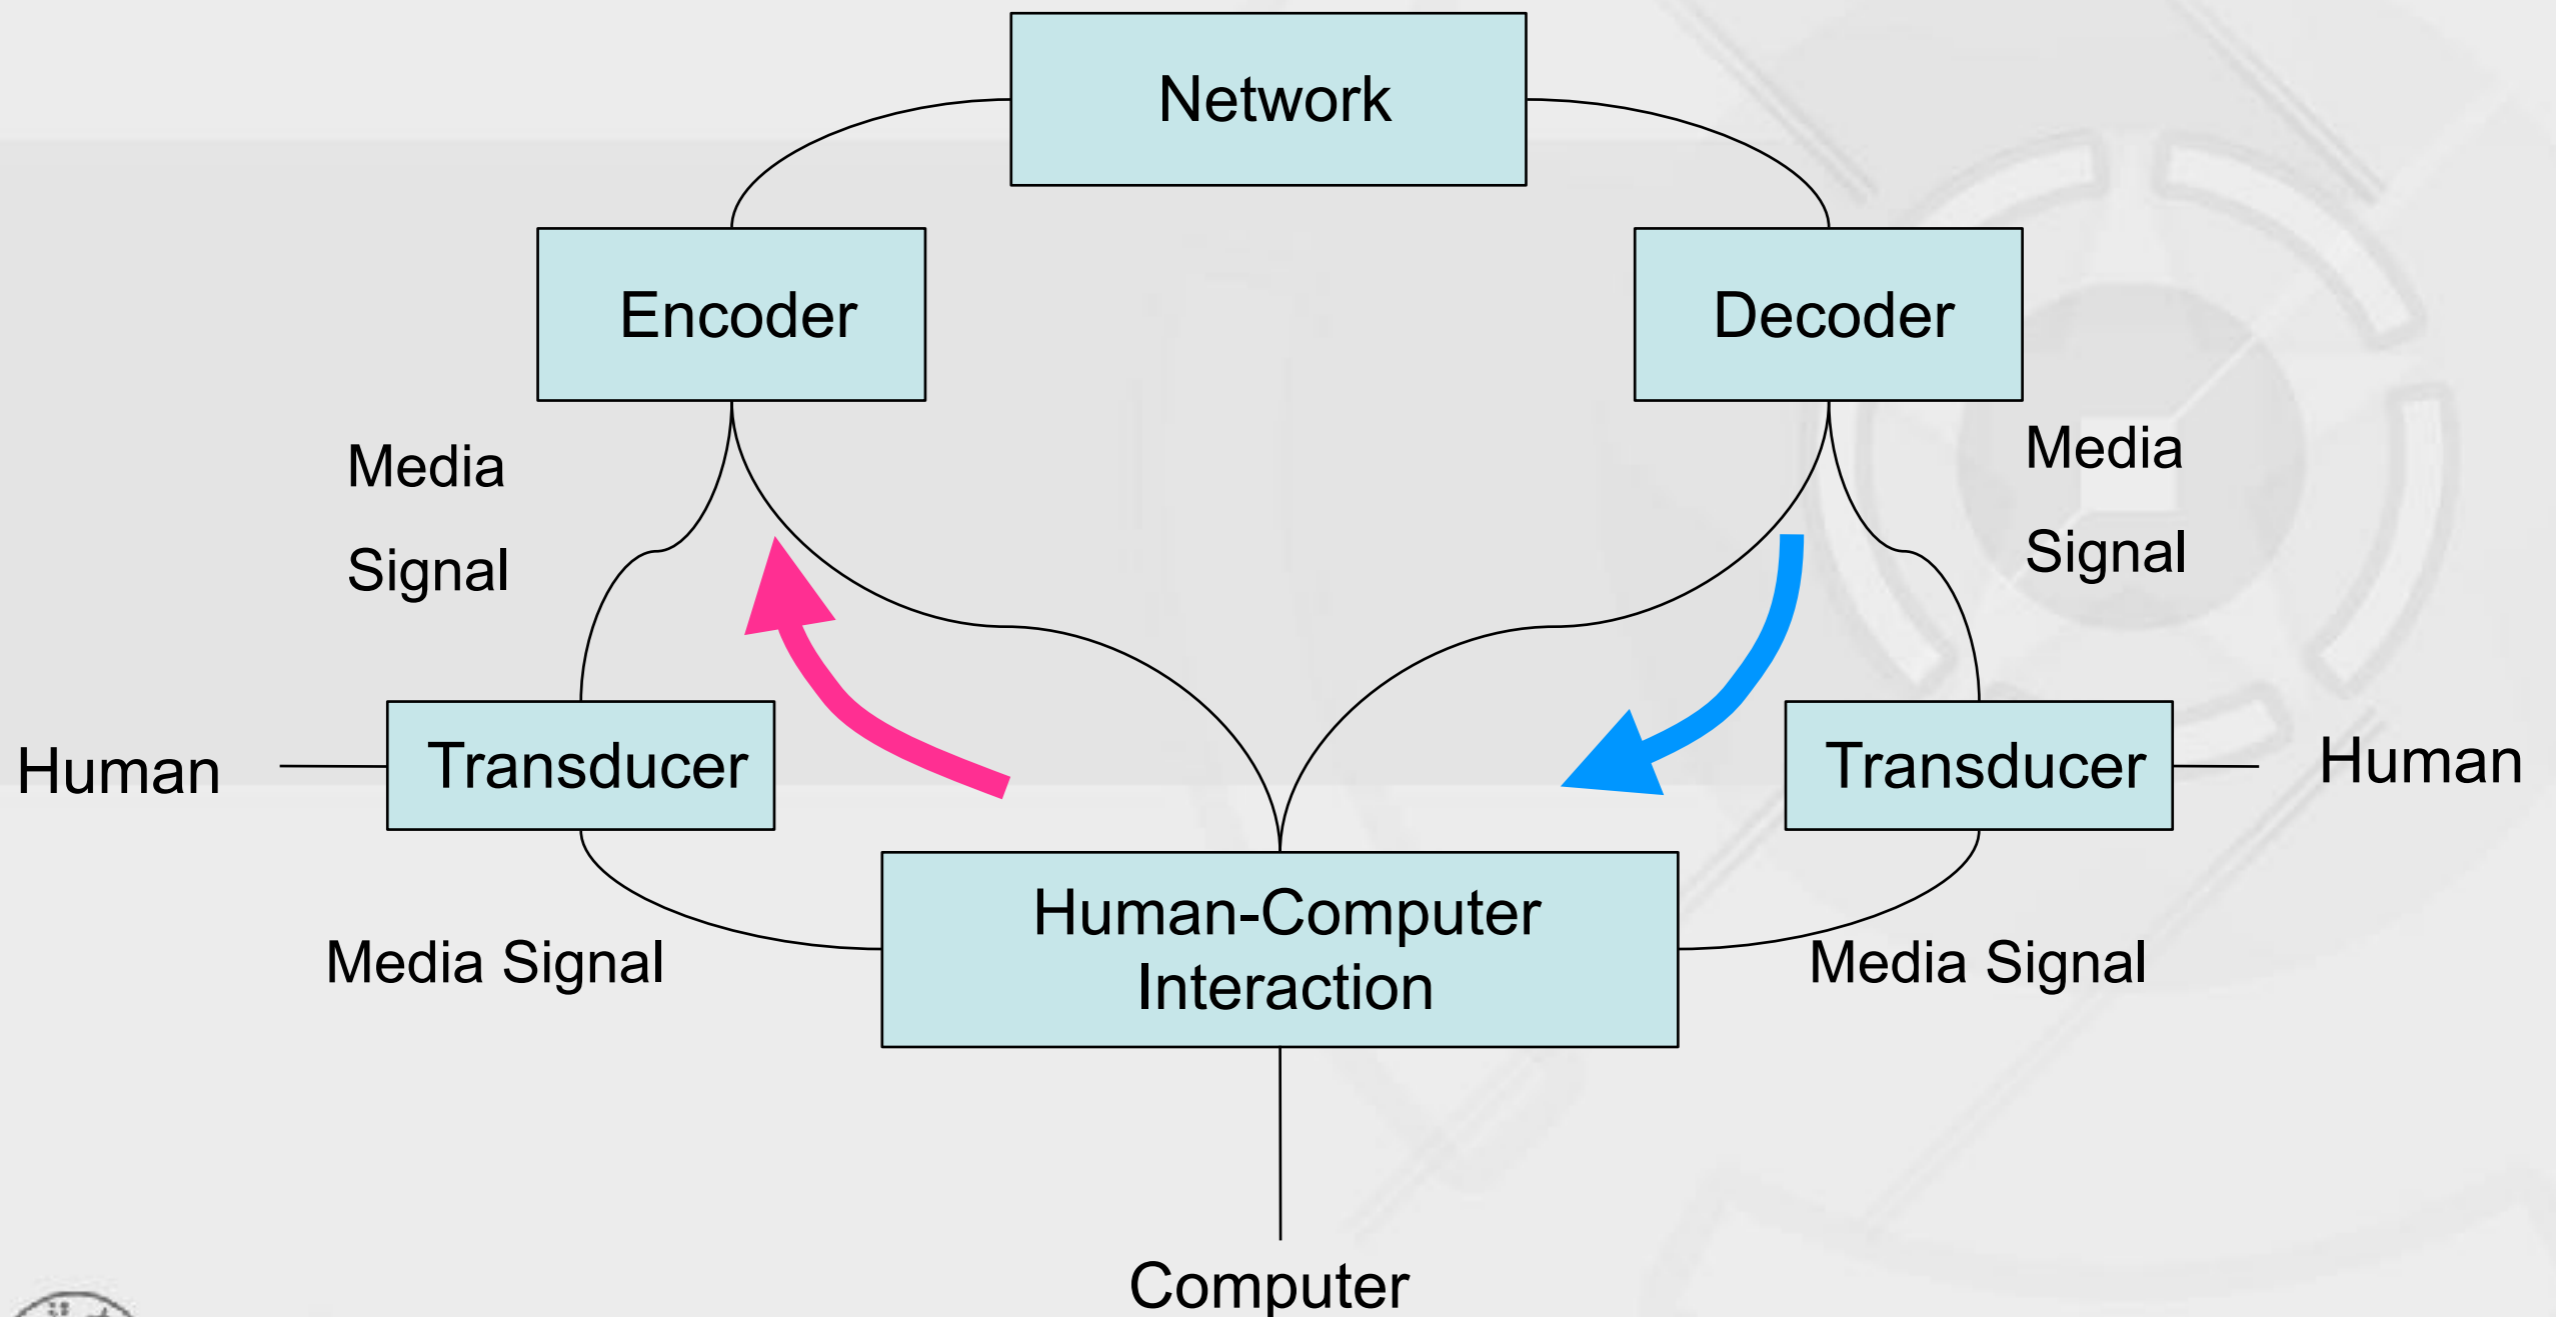 Network
Encoder
Decoder
Media
Signal
Media
Signal
Human
Transducer
Transducer
Human
Human-Computer
Interaction
Media Signal
Media Signal
Computer